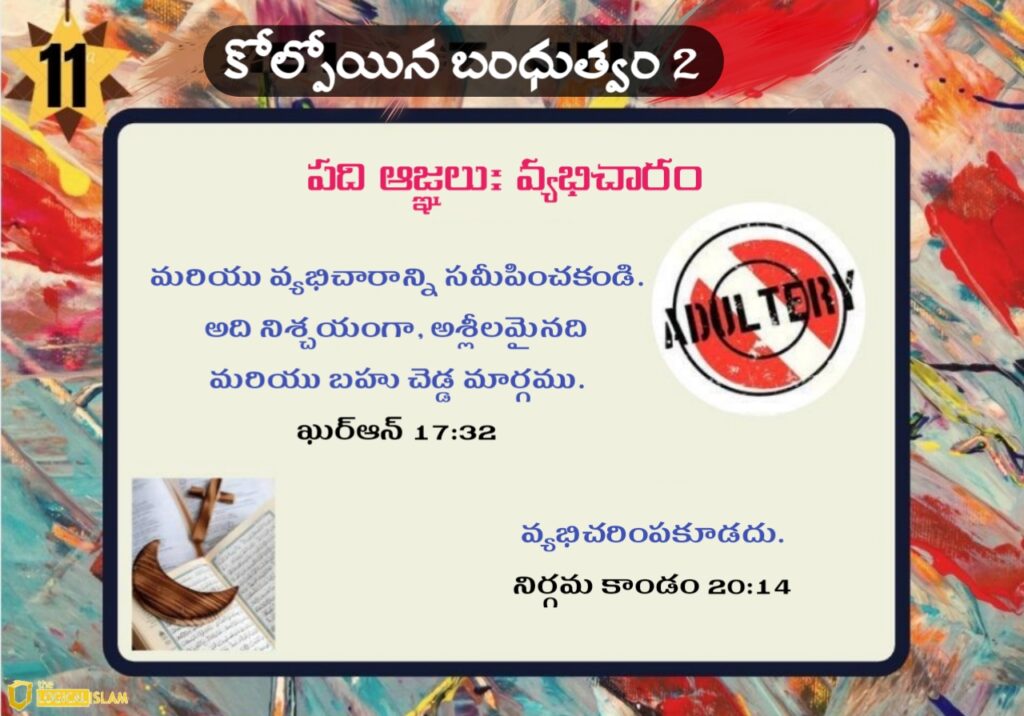 11
కోల్పోయిన బంధుత్వం 2
పది ఆజ్ఞలు: వ్యభిచారం
మరియు వ్యభిచారాన్ని సమీపించకండి.
అది నిశ్చయంగా, అశ్లీలమైనది
మరియు బహు చెడ్డ మార్గము.
ఖుర్ఆన్ 17:32
ADULTERY
వ్యభిచరింపకూడదు.
నిర్గమ కాండం 20:14
the
LOGICAL ISLAM